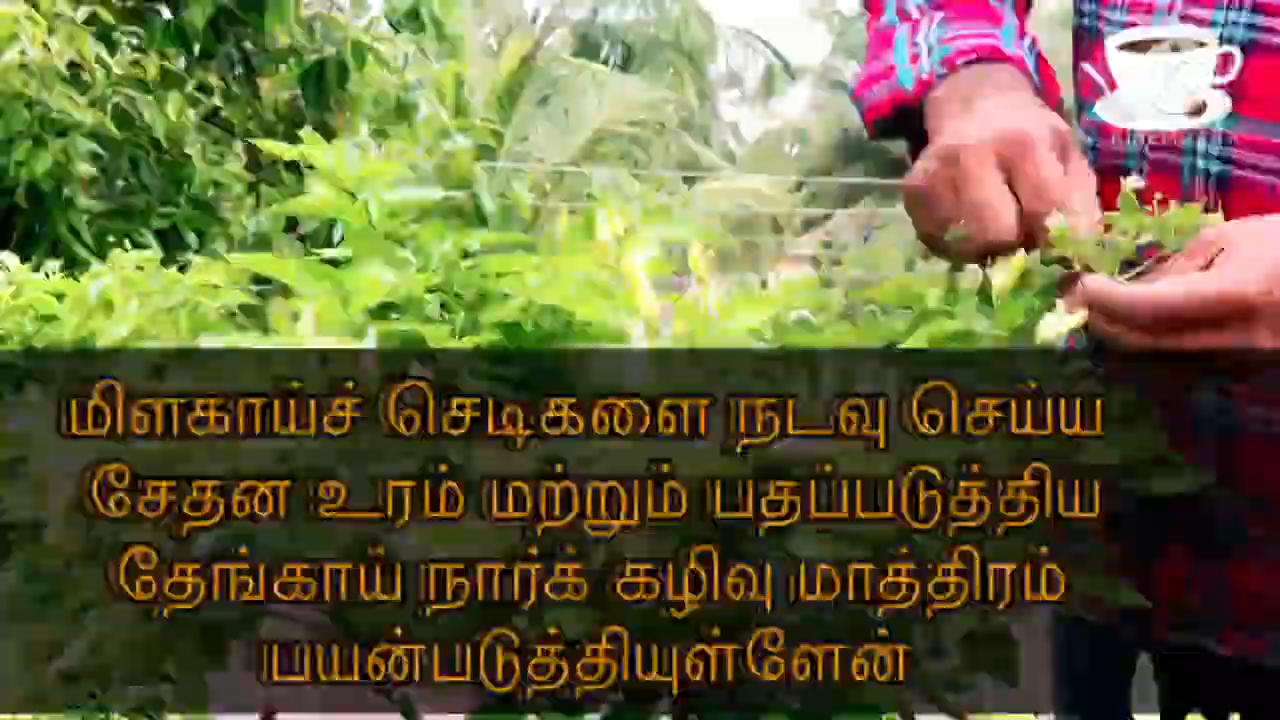 மிளகாய்ச் செடிகளை நடவு செய்ய
சேதன உரம் மற்றும் பதப்படுத்திய
தேங்காய் நார்க் கழிவு மாத்திரம்
பயன்படுத்தியுள்ளேன்